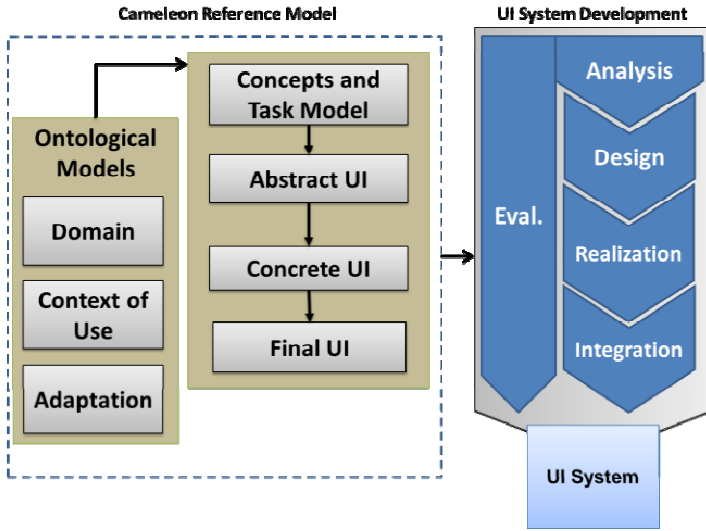 Cameleon Reference Model
UI System Development
Ontological
Models
Domain
Context of
Use
Adaptation
Concepts and
Task Model
Abstract UI
Concrete UI
Final UI
Eval.
Analysis
Design
Realization
Integration
UI System